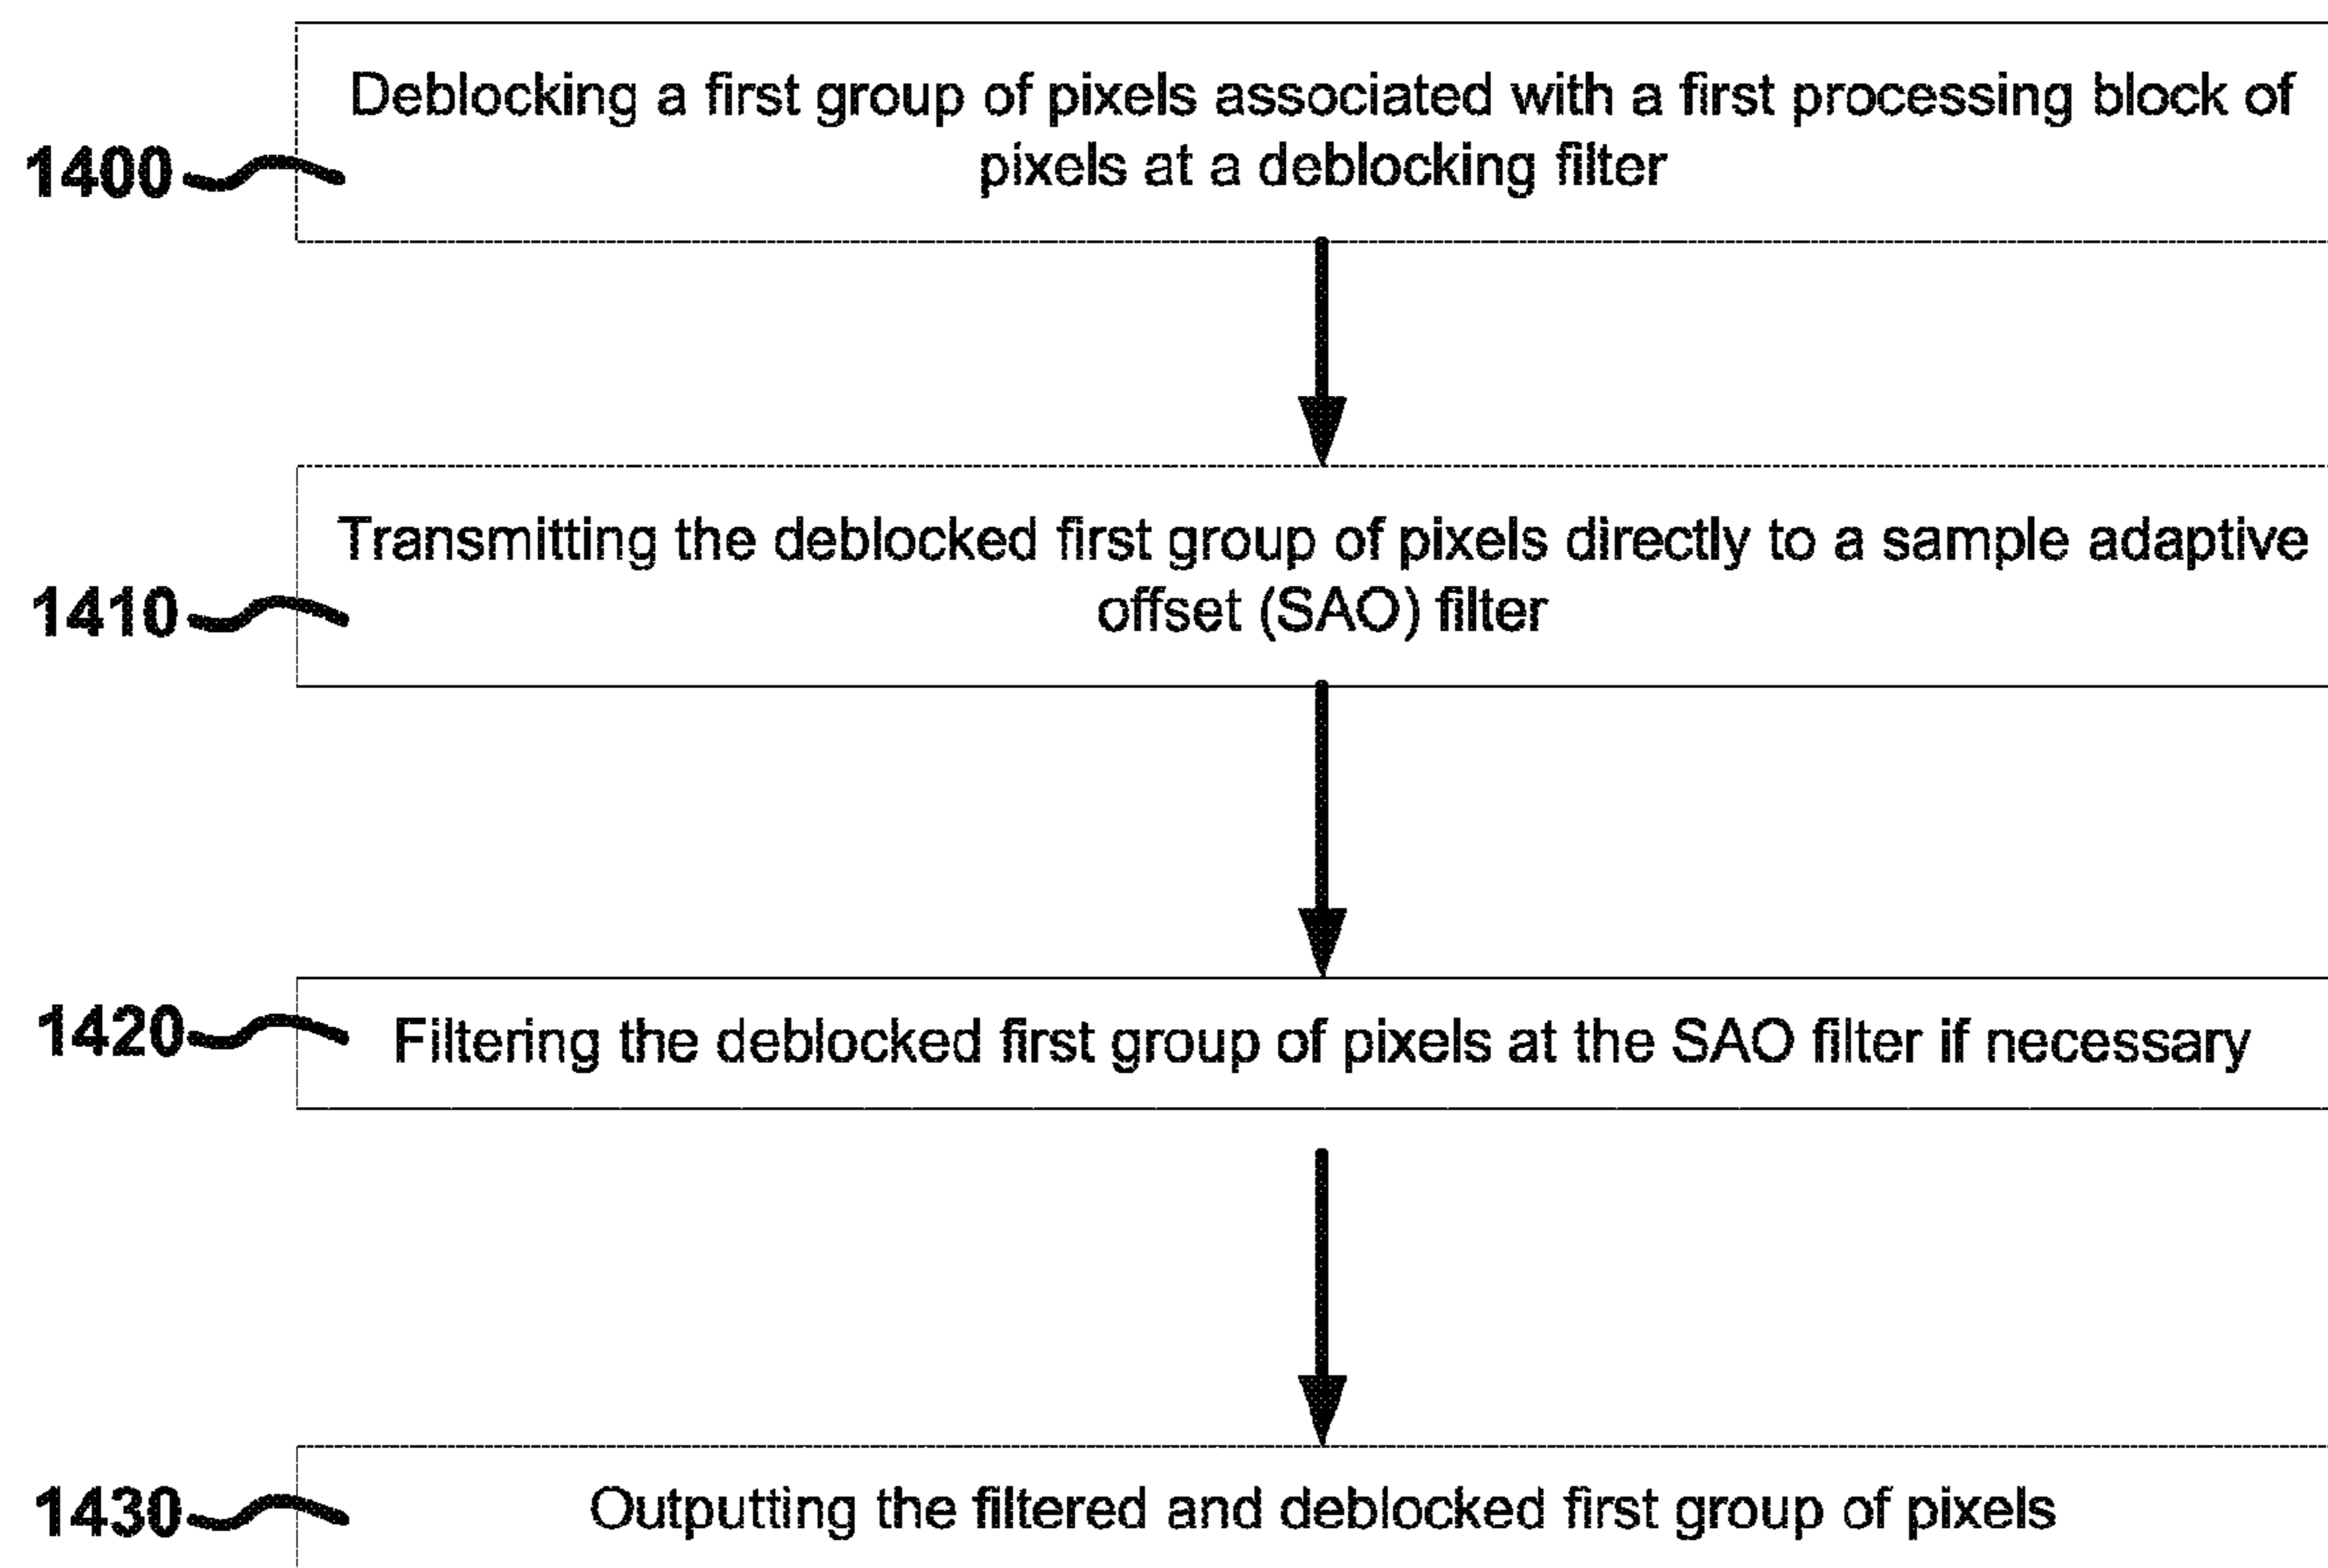 Deblocking a first group of pixels associated with a first processing block of
pixels at a deblocking filter
1400
Transmitting the deblocked first group of pixels directly to a sample adaptive
offset (SAO) filter
1410
1420
Filtering the deblocked first group of pixels at the SAO filter if necessary
1430
Outputting the filtered and deblocked first group of pixels